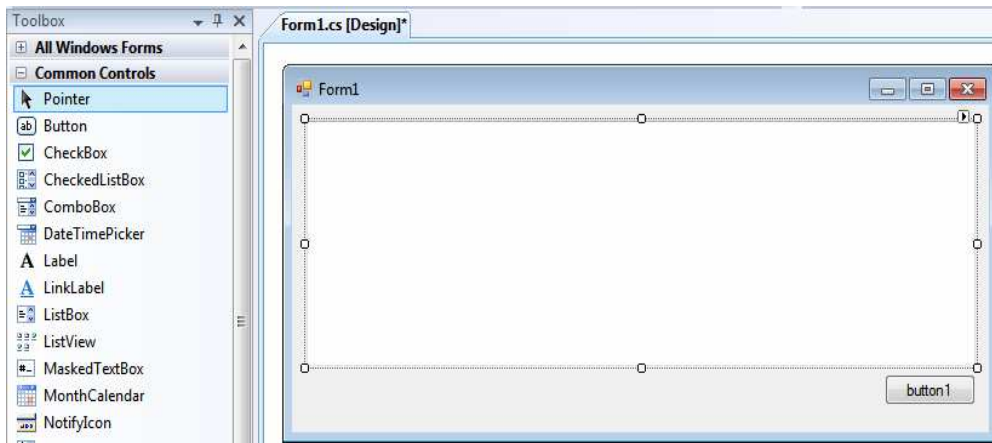 Toolbox
All Windows Forms
Common Controls
Pointer
ab Button
CheckBox
CheckedListBox
ComboBox
DateTimePicker
A Label
A LinkLabel
ListBox
ListView
#_ MaskedTextBox
MonthCalendar
NotifyIcon
Form1.cs [Design]*
Form1
button1